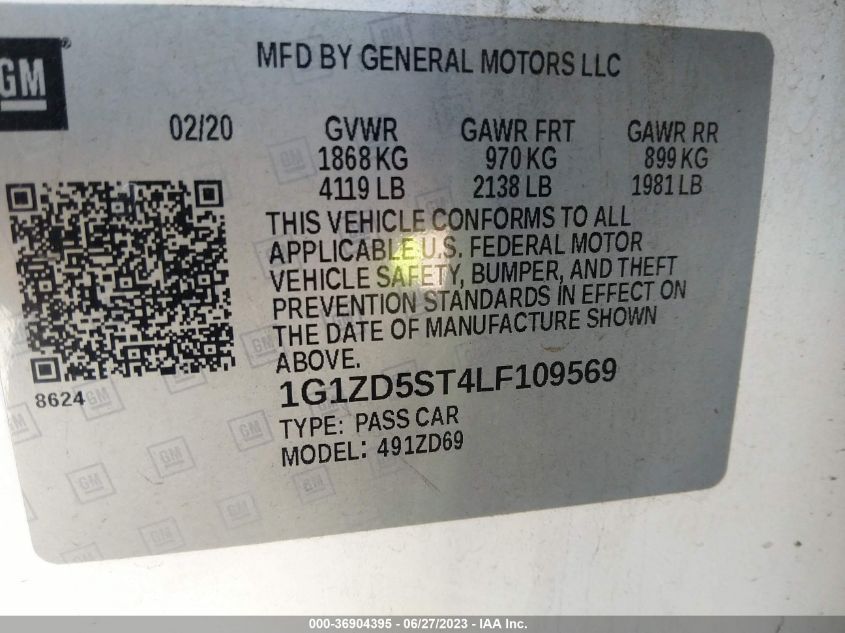 GM
MFD BY GENERAL MOTORS LLC
02/20 GVWR GAWR FRT GAWR RR
1868 KG 970 KG 899 KG
4119 LB 2138 LB 1981 LB
THIS VEHICLE CONFORMS TO ALL
APPLICABLE U.S. FEDERAL MOTOR
VEHICLE SAFETY, BUMPER, AND THEFT
PREVENTION STANDARDS IN EFFECT ON
THE DATE OF MANUFACTURE SHOWN
ABOVE.
8624
1G1ZD5ST4LF109569
TYPE: PASS CAR
MODEL: 491ZD69
000-36904395 - 06/27/2023 - IAA Inc.